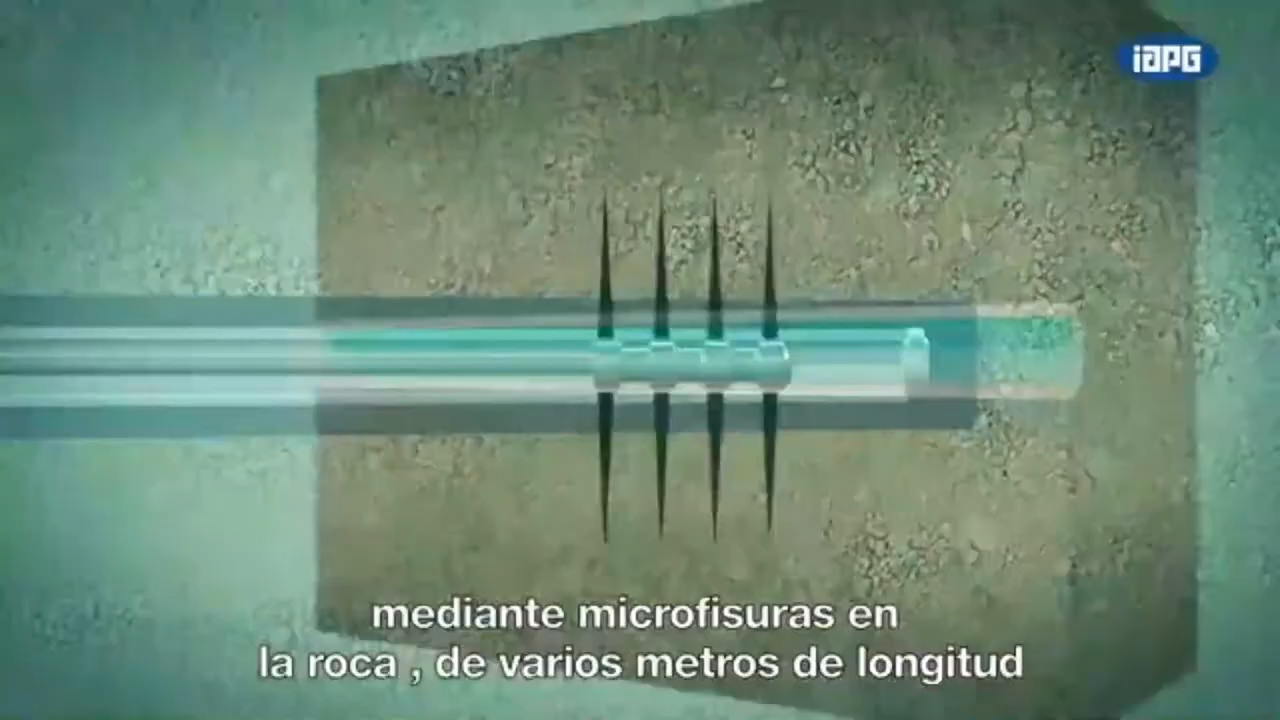 iapg
mediante microfisuras en
la roca , de varios metros de longitud